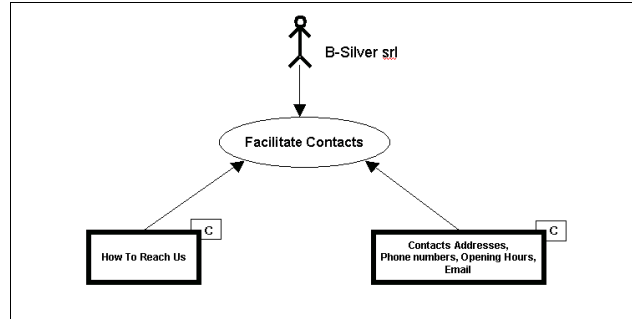 B-Silver srl
Facilitate Contacts
C
How To Reach Us
C
Contacts Addresses,
Phone numbers, Opening Hours,
Email